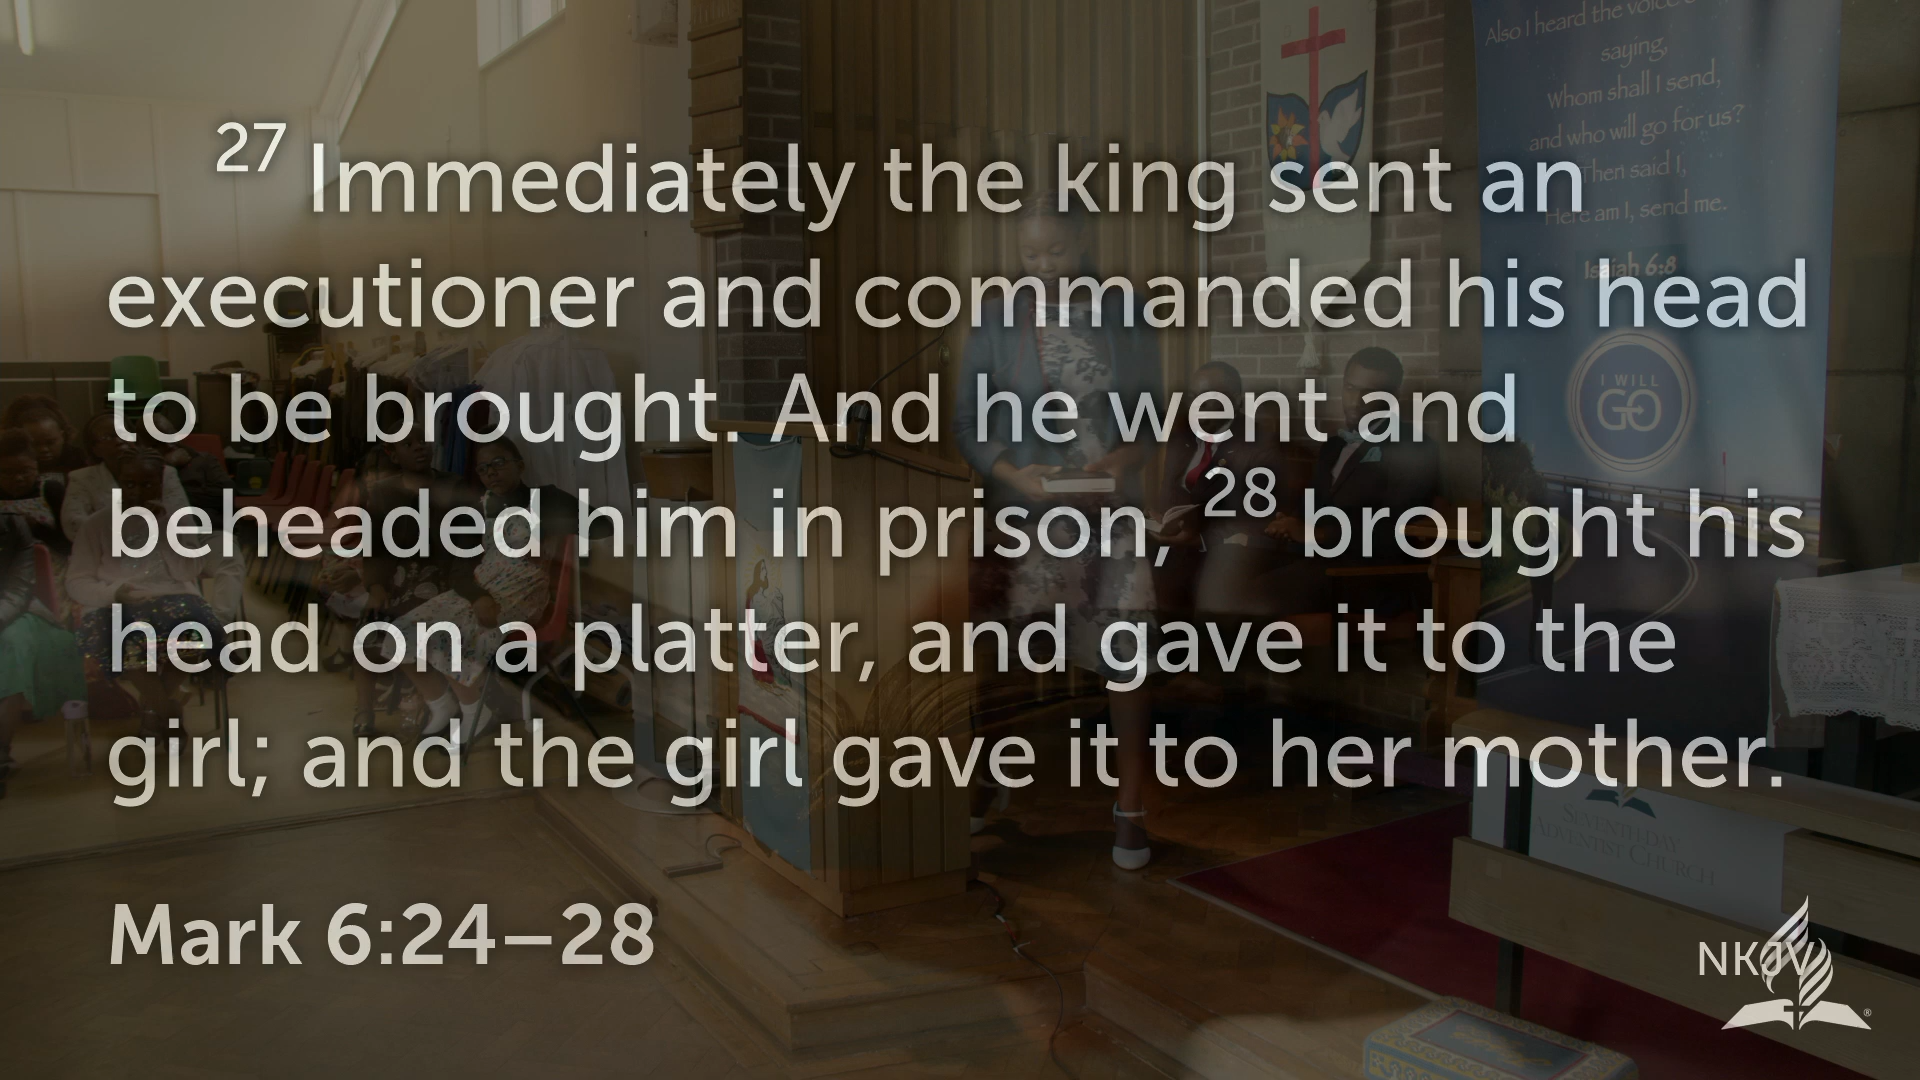 27 Immediately the king sent an
executioner and commanded his head
to be brought. And he went and
beheaded him in prison, 28 brought his
head on a platter, and gave it to the
girl; and the girl gave it to her mother.
Mark 6:24–28
NKJV
®
Also I heard the voice
saying,
Whom shall I send,
and who will go for us?
Then said I,
Here am I, send me.
Isaiah 6:8
I WILL
GO
SEVENTH-DAY
ADVENTIST CHURCH